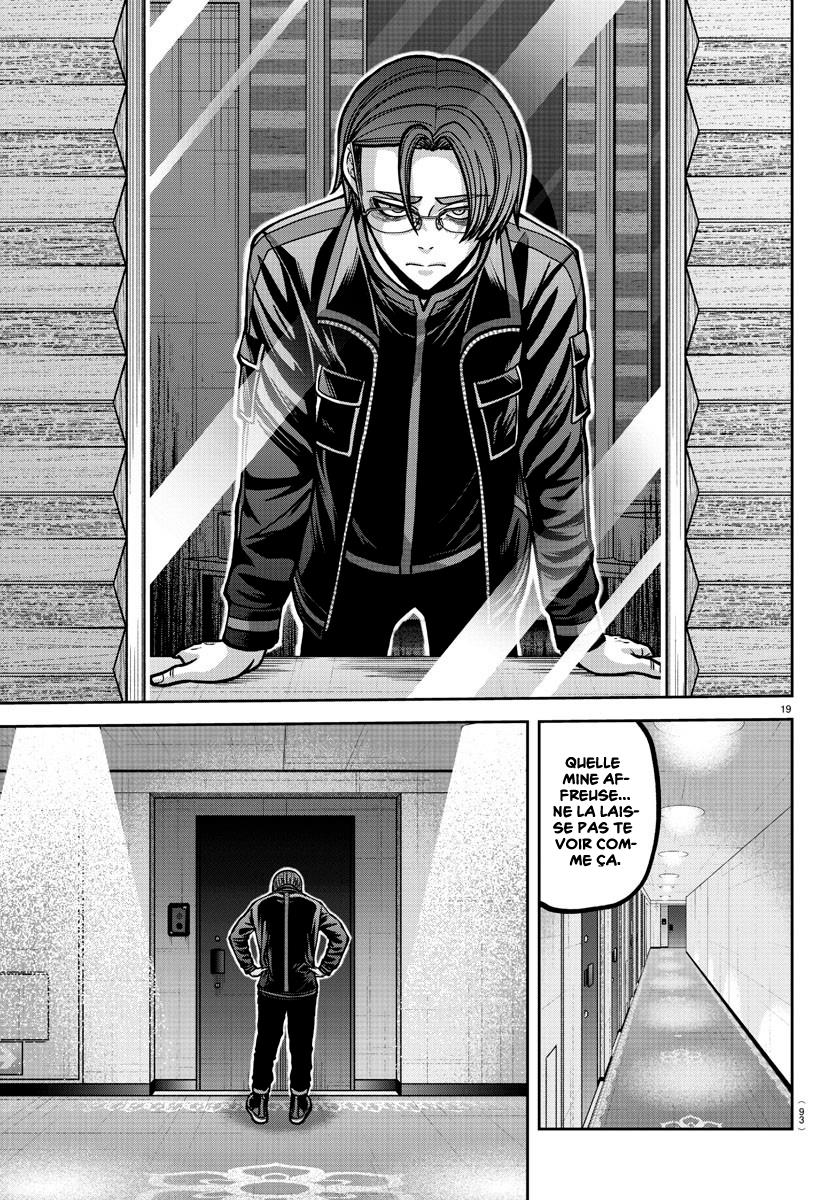 19
QUELLE
MINE AF-
FREUSE...
NE LA LAIS-
SE PAS TE
VOIR COM-
ME ÇA.
(93)